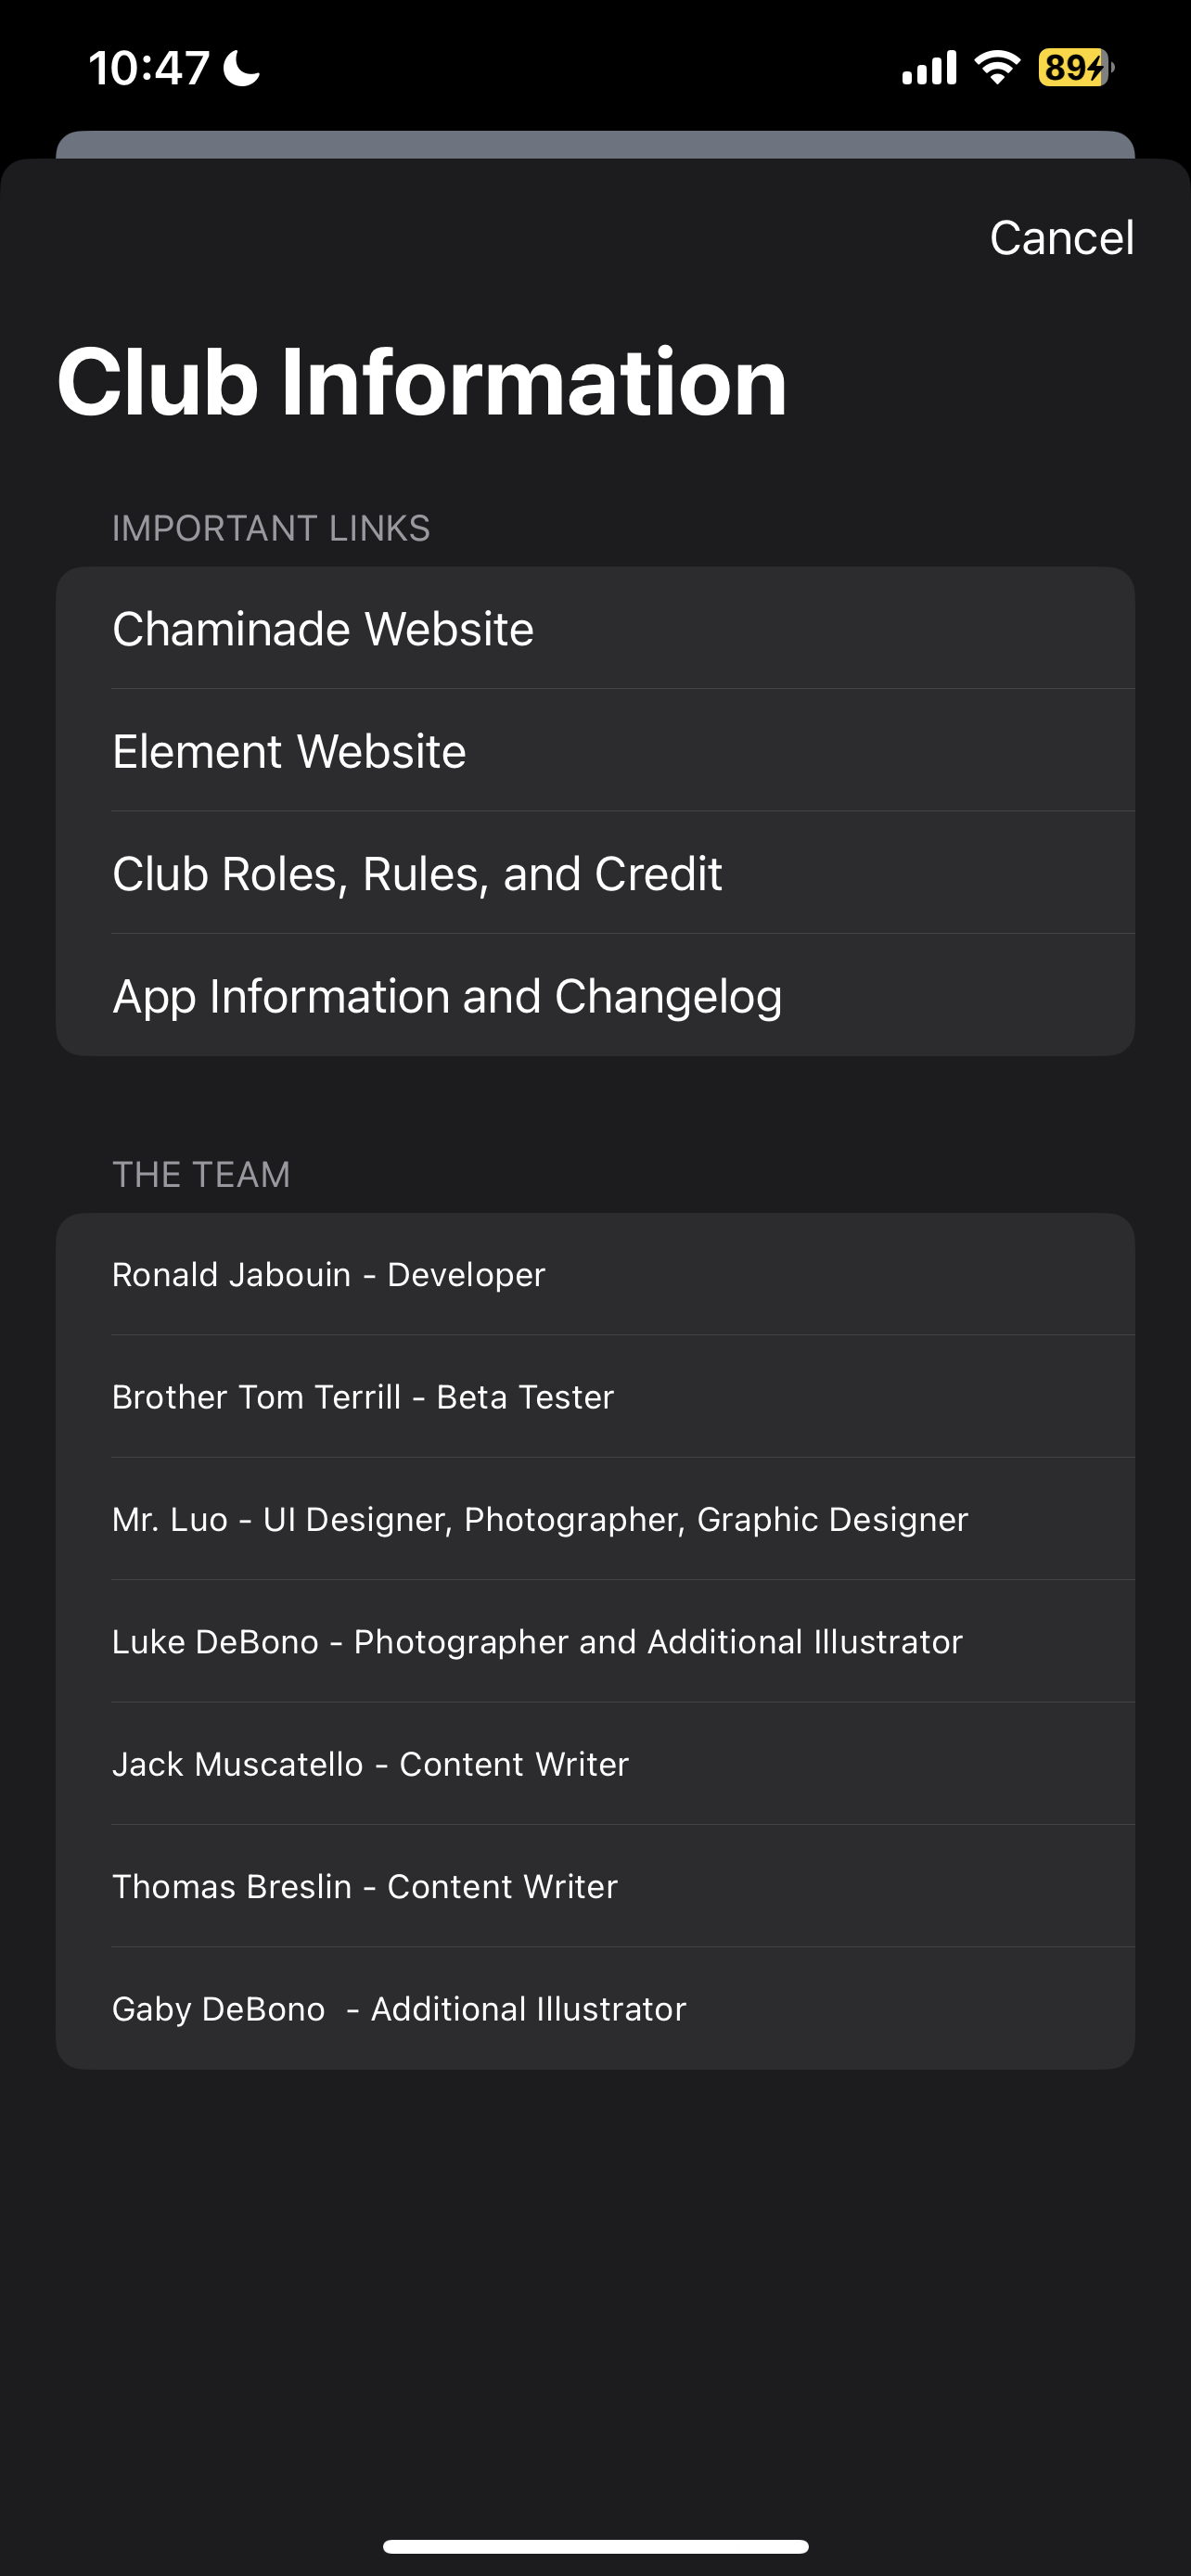 10:47
89
Cancel
Club Information
IMPORTANT LINKS
Chaminade Website
Element Website
Club Roles, Rules, and Credit
App Information and Changelog
THE TEAM
Ronald Jabouin - Developer
Brother Tom Terrill - Beta Tester
Mr. Luo - UI Designer, Photographer, Graphic Designer
Luke DeBono - Photographer and Additional Illustrator
Jack Muscatello - Content Writer
Thomas Breslin - Content Writer
Gaby DeBono  - Additional Illustrator